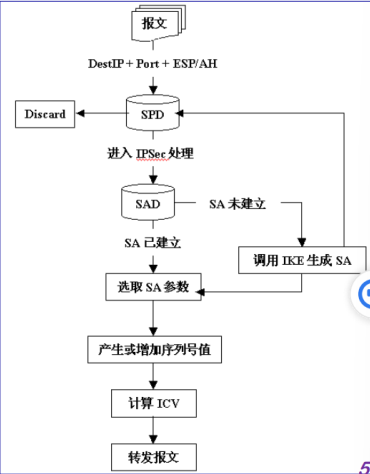 报文
DestIP + Port + ESP/AH
Discard
SPD
进入 IPSec 处理
SAD
SA 未建立
SA 已建立
调用 IKE 生成 SA
选取 SA 参数
产生或增加序列号值
计算 ICV
转发报文
5